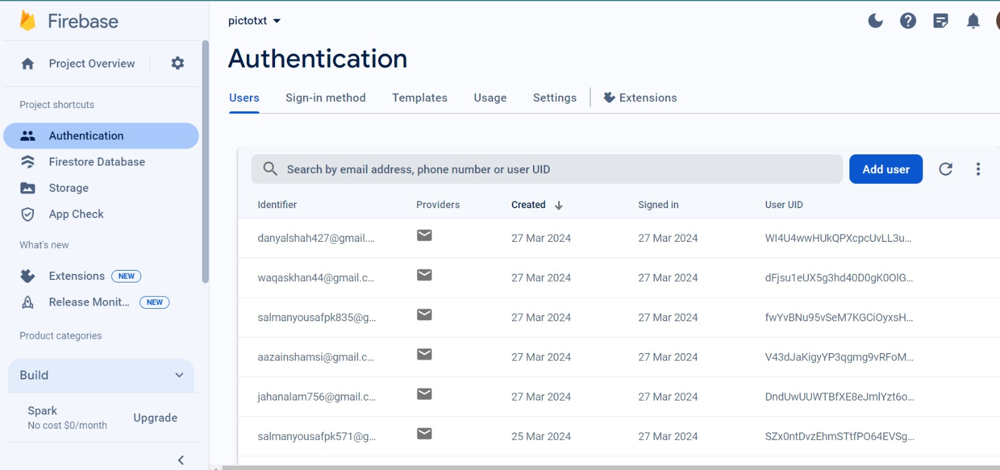 Firebase
Project Overview
Project shortcuts
Authentication
Firestore Database
Storage
App Check
What's new
Extensions NEW
Release Monit... NEW
Product categories
Build
Spark
No cost $0/month
Upgrade
pictotxt
Authentication
Users Sign-in method Templates Usage Settings Extensions
Search by email address, phone number or user UID Add user
Identifier Providers Created Signed in User UID
danyalshah427@gmail.... 27 Mar 2024 27 Mar 2024 WI4U4wwHUkQPXcpcUvLL3u...
waqaskhan44@gmail.c... 27 Mar 2024 27 Mar 2024 dFjsu1eUX5g3hd40D0gK0OlG...
salmanyousafpk835@g... 27 Mar 2024 27 Mar 2024 fwYvBNu95vSeM7KGCiOyxsH...
aazainshamsi@gmail.c... 27 Mar 2024 27 Mar 2024 V43dJaKigyYP3qgmg9vRFoM...
jahanalam756@gmail.c... 27 Mar 2024 27 Mar 2024 DndUwUUWTBfXE8eJmlYzt6o...
salmanyousafpk571@g... 25 Mar 2024 27 Mar 2024 SZx0ntDvzEhmSTtfPO64EVSg...